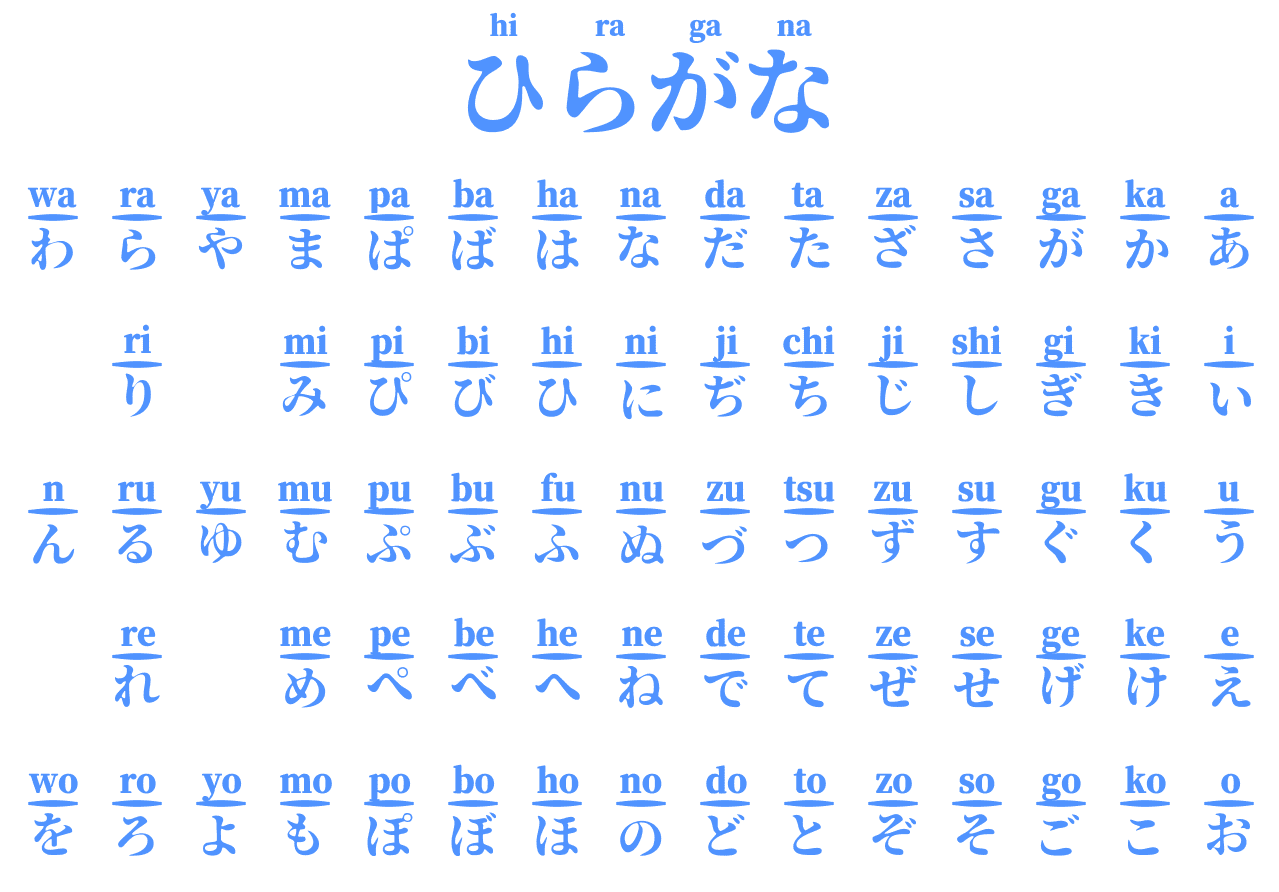 hi ra ga na
ひらがな
wa ra ya ma pa ba ha na da ta za sa ga ka a
わ ら や ま ぱ ば は な だ た ざ さ が か あ
ri mi pi bi hi ni ji chi ji shi gi ki i
り み ぴ び ひ に ぢ ち じ し ぎ き い
n ru yu mu pu bu fu nu zu tsu zu su gu ku u
ん る ゆ む ぷ ぶ ふ ぬ づ つ ず す ぐ く う
re me pe be he ne de te ze se ge ke e
れ め ぺ べ へ ね で て ぜ せ げ け え
wo ro yo mo po bo ho no do to zo so go ko o
を ろ よ も ぽ ぼ ほ の ど と ぞ そ ご こ お